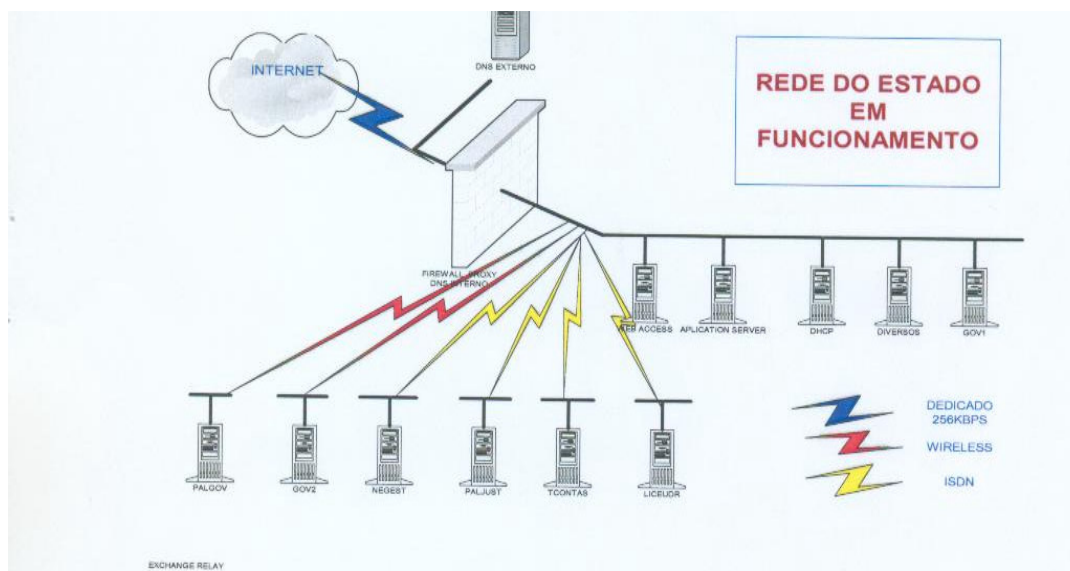 DNS EXTERNO
INTERNET
REDE DO ESTADO
EM
FUNCIONAMENTO
FIREWALL, PROXY
DNS INTERNO
WEB ACCESS
APLICATION SERVER
DHCP
DIVERSOS
GOV1
PALGOV
GOV2
NEGEST
PALJUST
TCONTAS
LICEUDR
DEDICADO
256KBPS
WIRELESS
ISDN
EXCHANGE RELAY